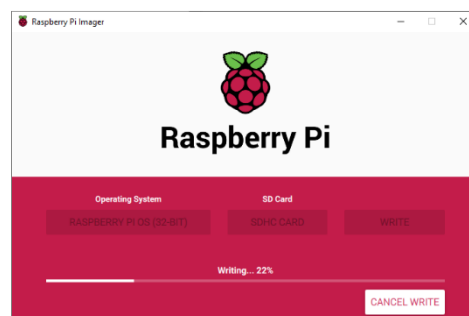 Raspberry Pi Imager
Raspberry Pi
Operating System
SD Card
RASPBERRY PI OS (32-BIT)
SDHC CARD
WRITE
Writing... 22%
CANCEL WRITE